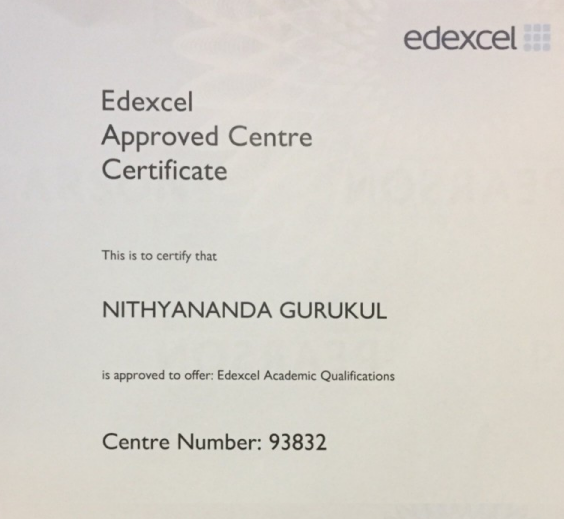 edexcel
Edexcel
Approved Centre
Certificate
This is to certify that
NITHYANANDA GURUKUL
is approved to offer: Edexcel Academic Qualifications
Centre Number: 93832